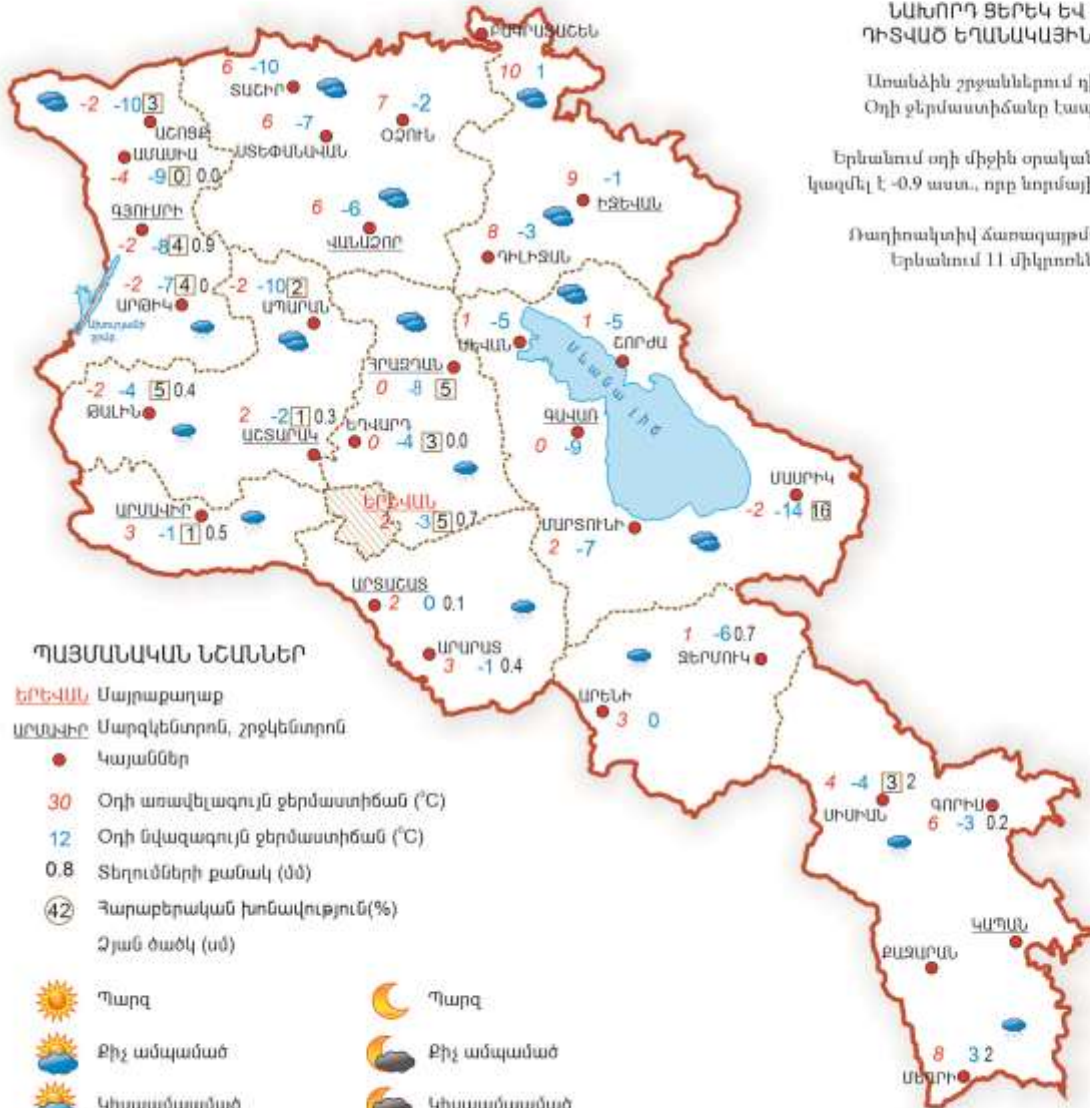 ՆԱԽՈՐԴ ՑԵՐԵԿ ԵՎ
ԴԻՏՎԱԾ ԵՂԱՆԱԿԱՅԻՆ
Առանձին շրջաններում
Օդի ջերմաստիճանը
Երևանում օդի միջին օրական
կազմել է -0.9 աստ., որը
Ռադիոակտիվ ճառագայթմ
Երևանում 11
ԲԱԳՐԱՏԱՇԵՆ
10 1
6 -10
ՏԱՇԻՐ
7 -2
ՕՁՈՒՆ
6 -7
ՍՏԵՓԱՆԱՎԱՆ
-2 -10 3
ԱՇՈՑՔ
ԱՄԱՍԻԱ
-4 -9 0 0.0
ԳՅՈՒՄՐԻ
-2 -8 4 0.9
6 -6
ՎԱՆԱՁՈՐ
9 -1
ԻՋԵՎԱՆ
8 -3
ԴԻԼԻՋԱՆ
-2 -7 4 0
ԱՐԹԻԿ
Ախուրյանի
ջմբր.
-2 -10 2
ԱՊԱՐԱՆ
1 -5
ՍԵՎԱՆ
1 -5
ՇՈՐԺԱ
Սևանա լիճ
ՀՐԱԶԴԱՆ
0 -8 5
-2 -4 5 0.4
ԹԱԼԻՆ
2 -2 1 0.3
ԱՇՏԱՐԱԿ
ԵՂՎԱՐԴ
0 -4 3 0.0
ԳԱՎԱՌ
0 -9
ՄԱՍՐԻԿ
-2 -14 16
ԱՐՄԱՎԻՐ
3 -1 1 0.5
ԵՐԵՎԱՆ
2 -3 5 0.7
ՄԱՐՏՈՒՆԻ
2 -7
ԱՐՏԱՇԱՏ
2 0 0.1
ԱՐԱՐԱՏ
3 -1 0.4
1 -6 0.7
ՋԵՐՄՈՒԿ
ԱՐԵՆԻ
3 0
4 -4 3 2
ՍԻՍԻԱՆ
ԳՈՐԻՍ
6 -3 0.2
ԿԱՊԱՆ
ՔԱՋԱՐԱՆ
8 3 2
ՄԵՂՐԻ
ՊԱՅՄԱՆԱԿԱՆ ՆՇԱՆՆԵՐ
ԵՐԵՎԱՆ Մայրաքաղաք
ԱՐՄԱՎԻՐ Մարզկենտրոն, շրջկենտրոն
Կայաններ
30 Օդի առավելագույն ջերմաստիճան (°C)
12 Օդի նվազագույն ջերմաստիճան (°C)
0.8 Տեղումների քանակ (մմ)
42 Հարաբերական խոնավություն(%)
Ձյան ծածկ (սմ)
Պարզ Պարզ
Քիչ ամպամած Քիչ ամպամած
Կիսաամպամած Կիսաամպամած